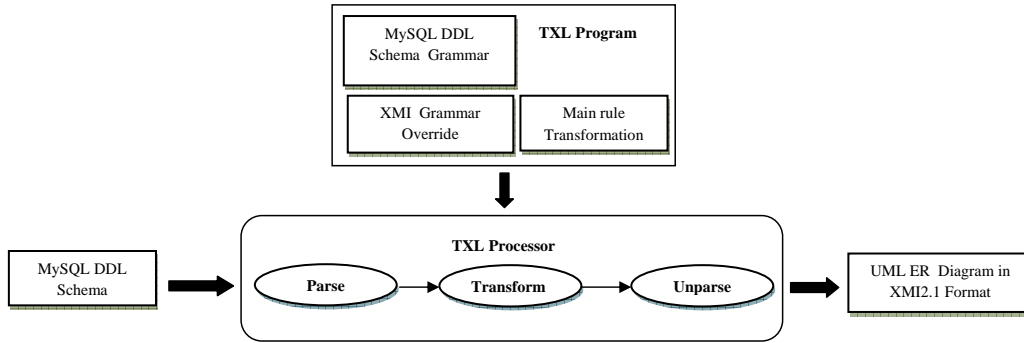 MySQL DDL
Schema Grammar
TXL Program
XMI Grammar
Override
Main rule
Transformation
TXL Processor
MySQL DDL
Schema
Parse
Transform
Unparse
UML ER Diagram in
XMI2.1 Format